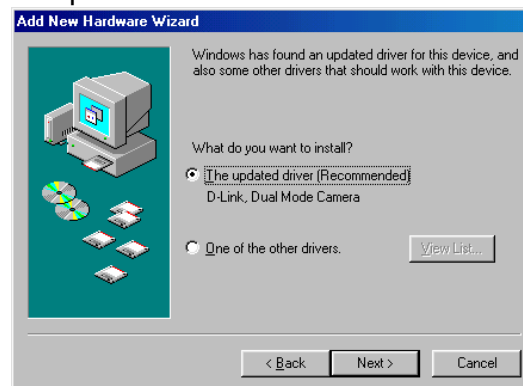 Add New Hardware Wizard
Windows has found an updated driver for this device, and
also some other drivers that should work with this device.
What do you want to install?
The updated driver (Recommended)
D-Link, Dual Mode Camera
One of the other drivers.
View List...
< Back
Next >
Cancel